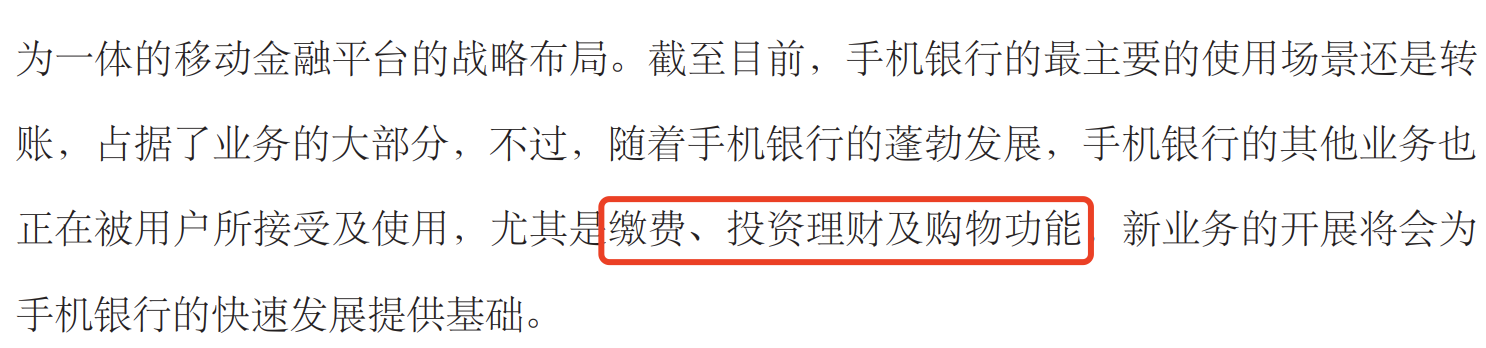 为一体的移动金融平台的战略布局。截至目前，手机银行的最主要的使用场景还是转
账，占据了业务的大部分，不过，随着手机银行的蓬勃发展，手机银行的其他业务也
正在被用户所接受及使用，尤其是缴费、投资理财及购物功能，新业务的开展将会为
手机银行的快速发展提供基础。